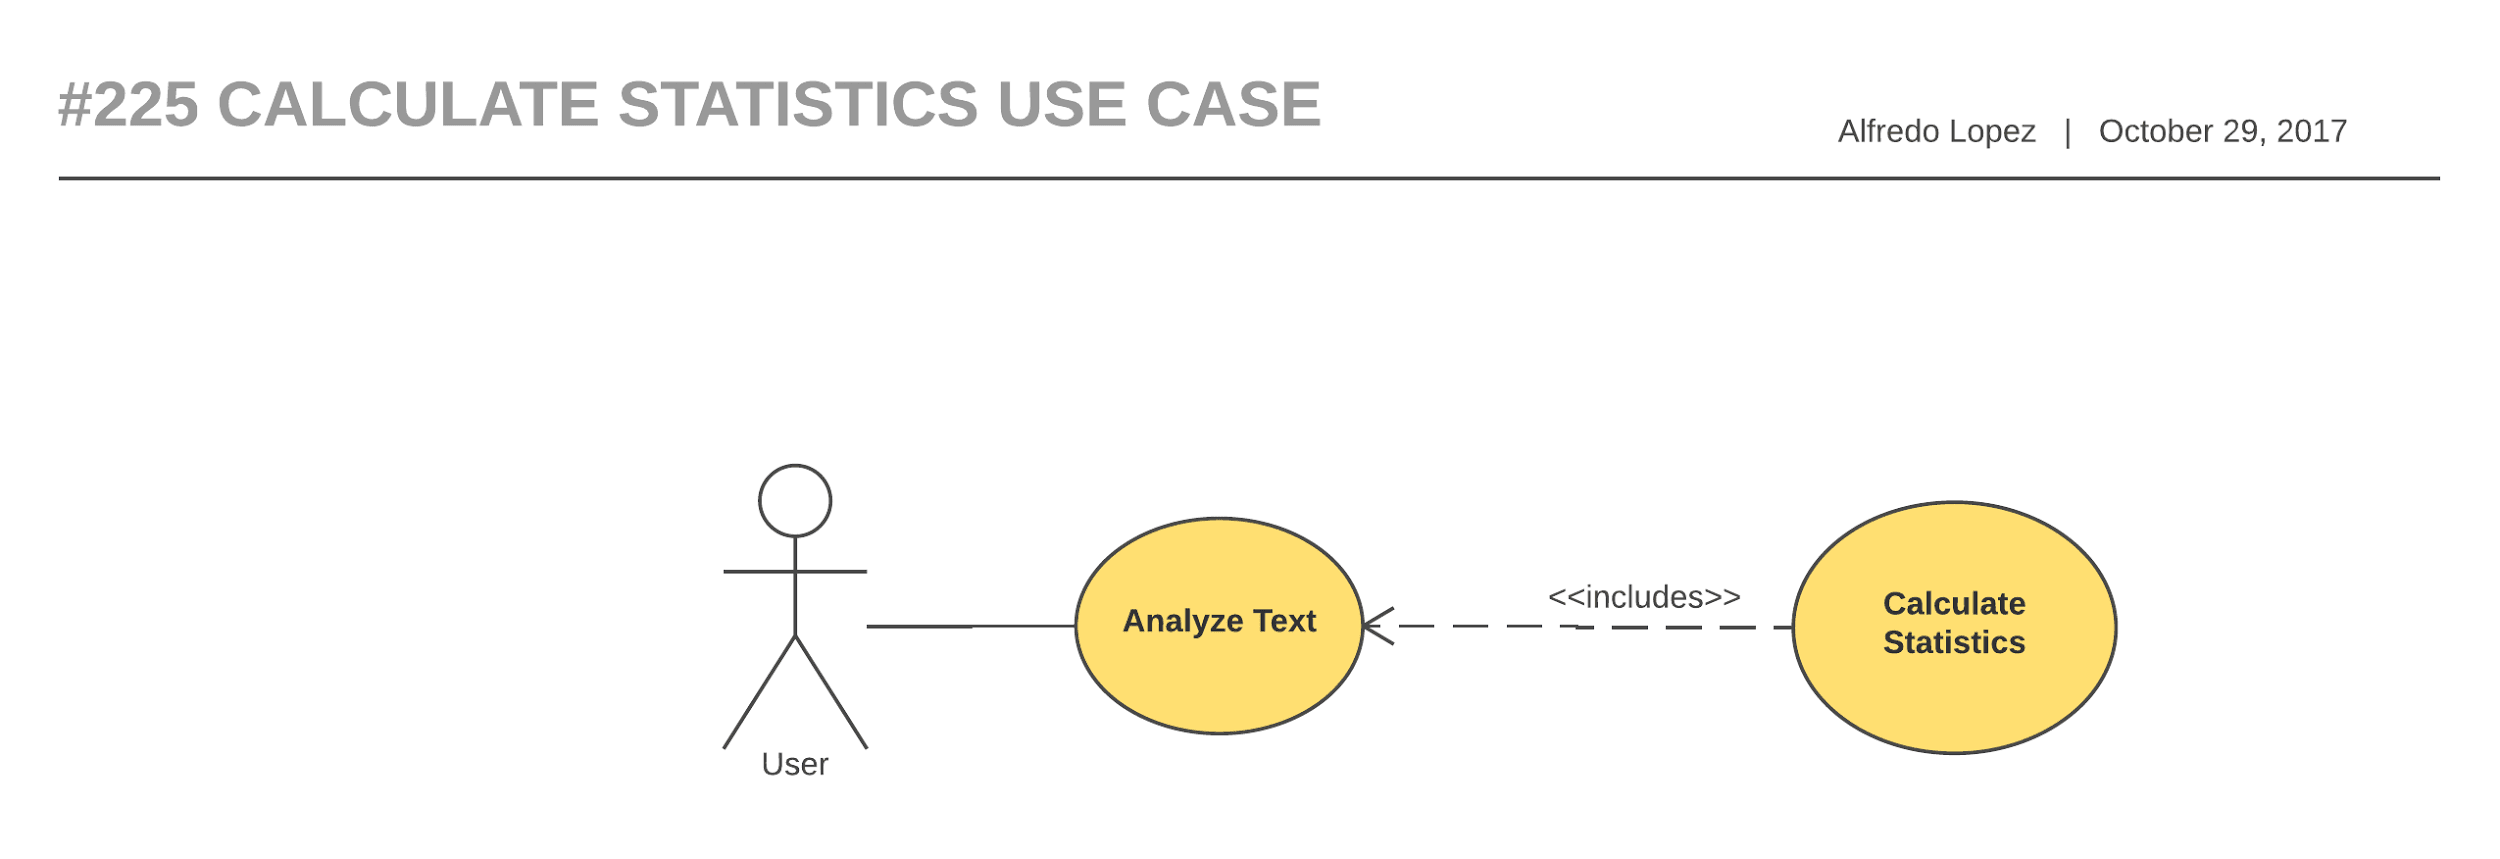 #225 CALCULATE STATISTICS USE CASE
Alfredo Lopez | October 29, 2017
<<includes>>
Analyze Text
Calculate
Statistics
User